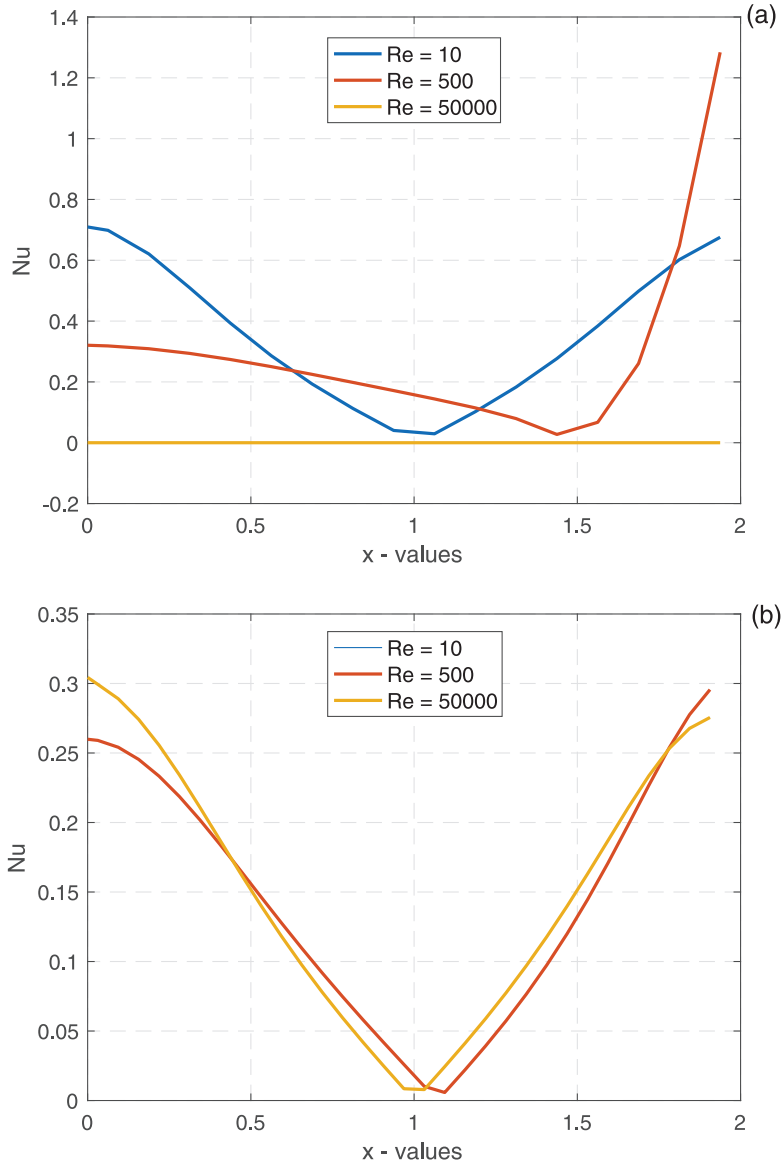 (a)
1.4
1.2
1
0.8
0.6
0.4
0.2
0
-0.2
Nu
Re = 10
Re = 500
Re = 50000
0 0.5 1 1.5 2
x - values
(b)
0.35
0.3
0.25
0.2
0.15
0.1
0.05
0
Nu
Re = 10
Re = 500
Re = 50000
0 0.5 1 1.5 2
x - values